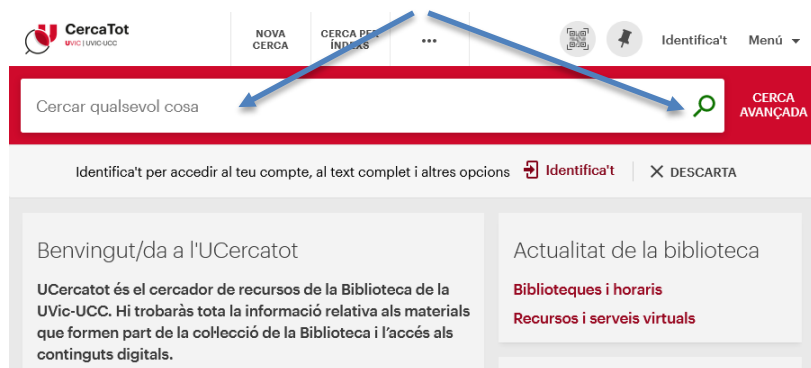 CercaTot
UVIC | UVIC·UCC
NOVA
CERCA
CERCA PER
ÍNDEXS
•••
Identifica't
Menú
Cercar qualsevol cosa
CERCA
AVANÇADA
Identifica't per accedir al teu compte, al text complet i altres opcions
Identifica't
DESCARTA
Benvingut/da a l'UCercatot
UCercatot és el cercador de recursos de la Biblioteca de la
UVic-UCC. Hi trobaràs tota la informació relativa als materials
que formen part de la col·lecció de la Biblioteca i l'accés als
continguts digitals.
Actualitat de la biblioteca
Biblioteques i horaris
Recursos i serveis virtuals